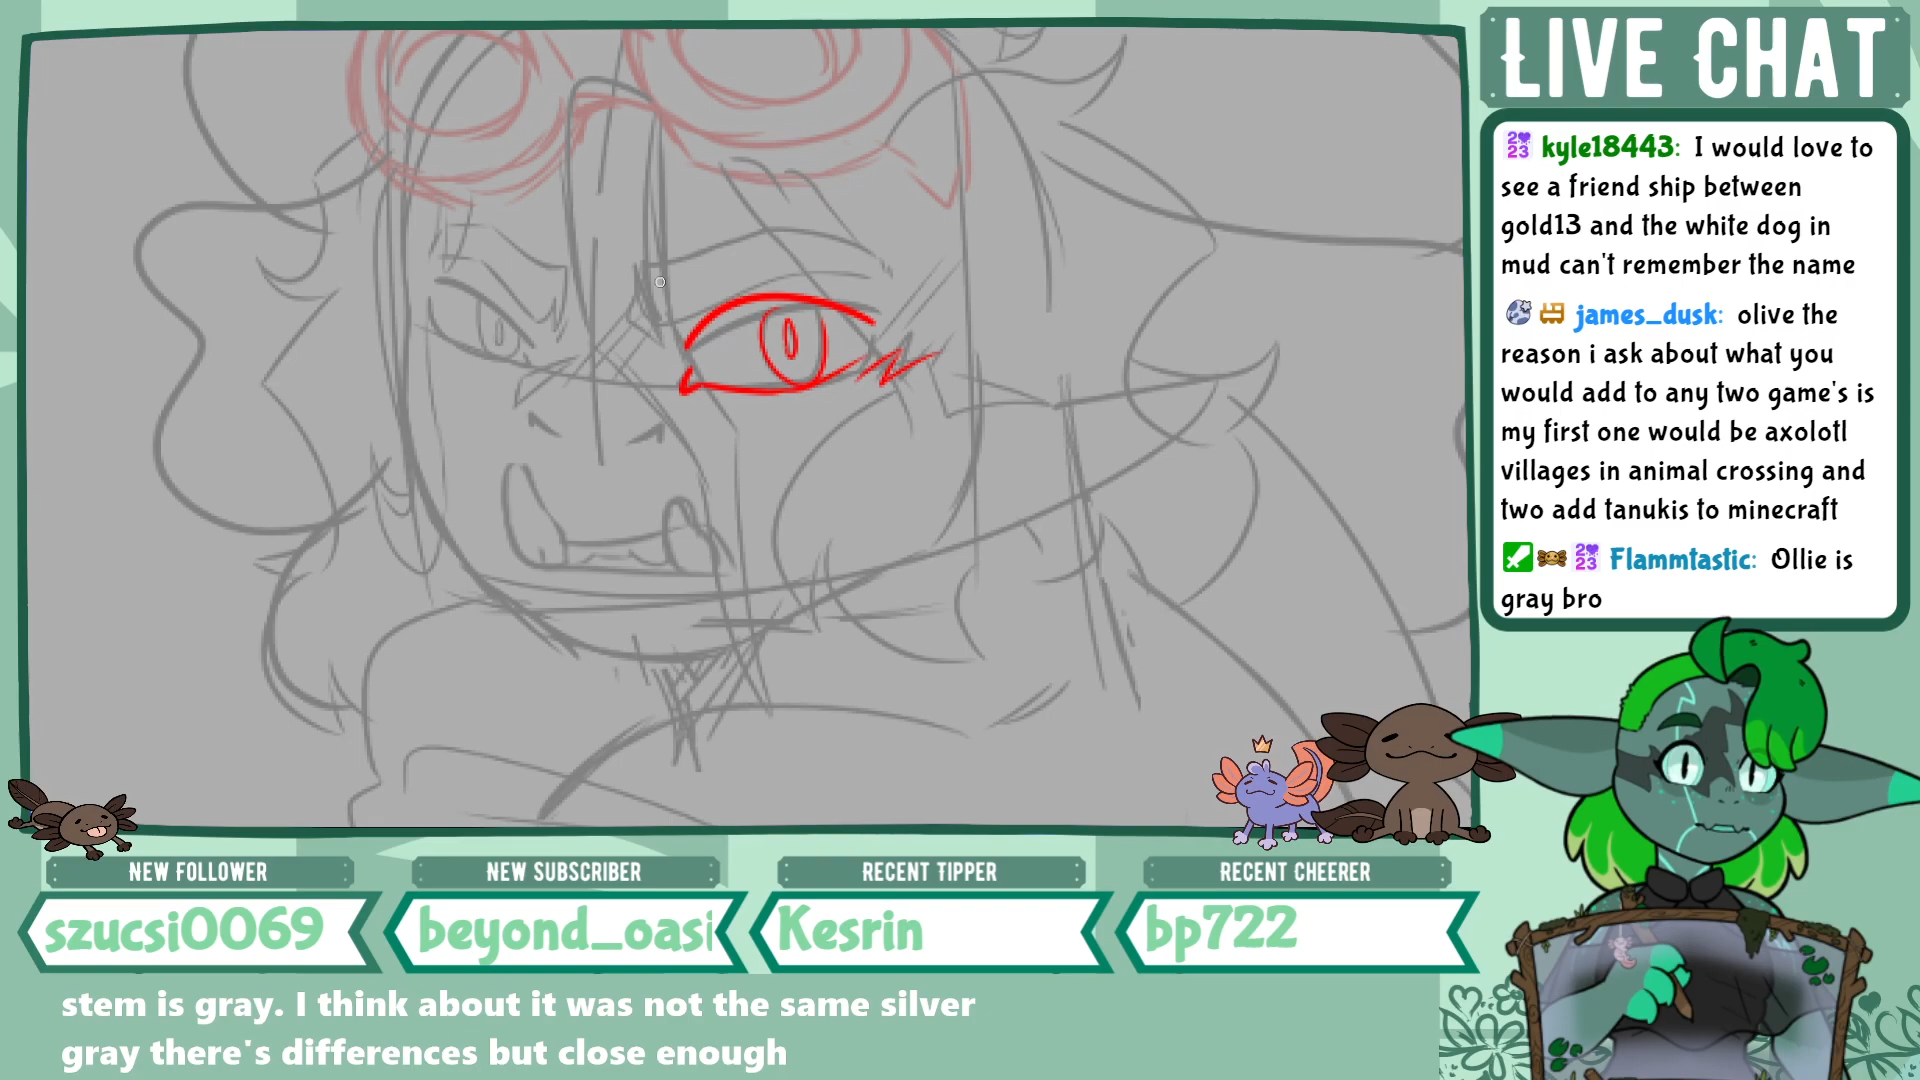 LIVE CHAT
kyle18443: I would love to
see a friend ship between
gold13 and the white dog in
mud can't remember the name
james_dusk: olive the
reason i ask about what you
would add to any two game's is
my first one would be axolotl
villages in animal crossing and
two add tanukis to minecraft
Flammtastic: Ollie is
gray bro
NEW FOLLOWER
szucsi0069
NEW SUBSCRIBER
beyond_oasi
RECENT TIPPER
Kesrin
RECENT CHEERER
bp722
stem is gray. I think about it was not the same silver
gray there's differences but close enough